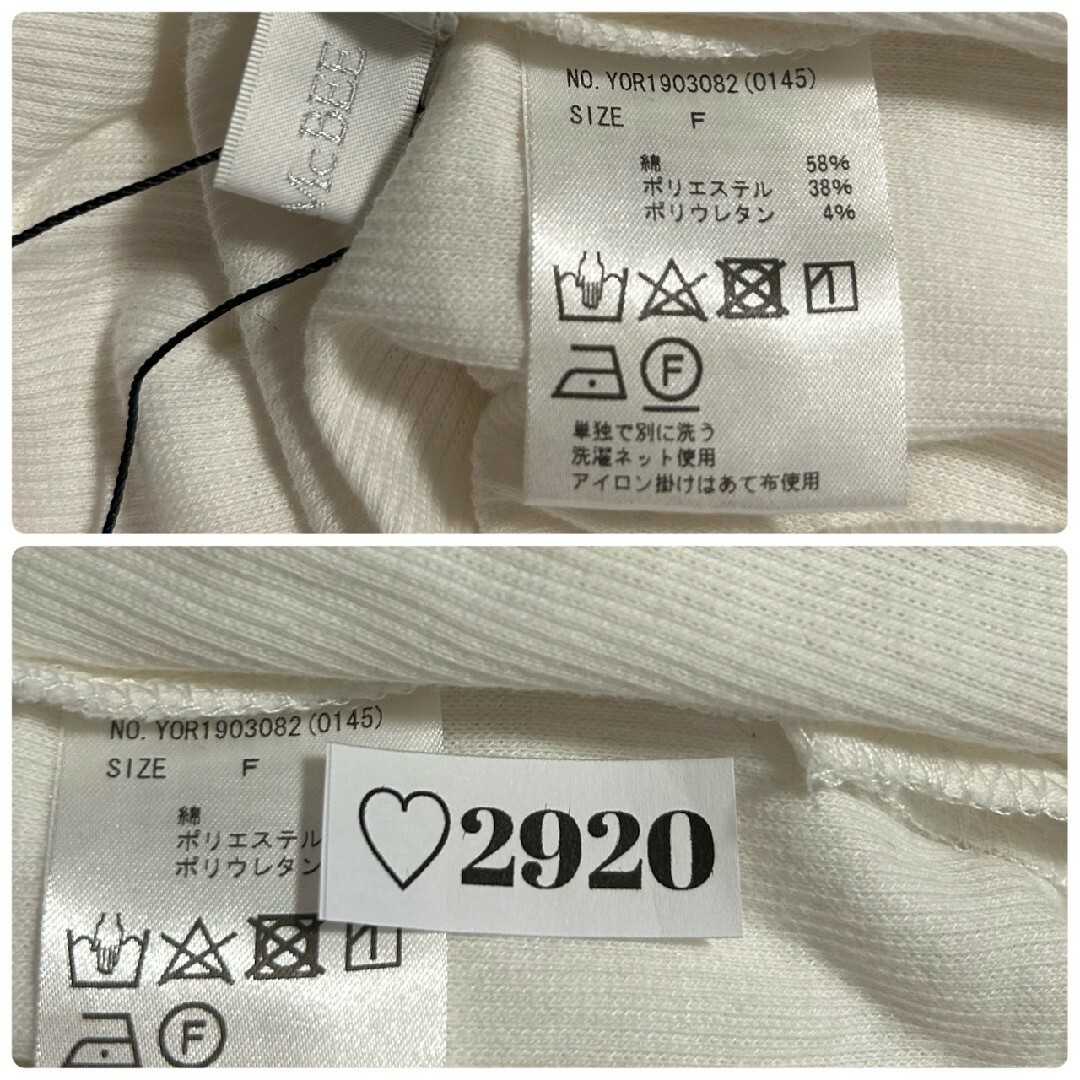 McBEE
NO. YOR1903082(0145)
SIZE F
綿 58%
ポリエステル 38%
ポリウレタン 4%
F
単独で別に洗う
洗濯ネット使用
アイロン掛けはあて布使用
NO. YOR1903082(0145)
SIZE F
綿
ポリエステル
ポリウレタン
♡2920
F